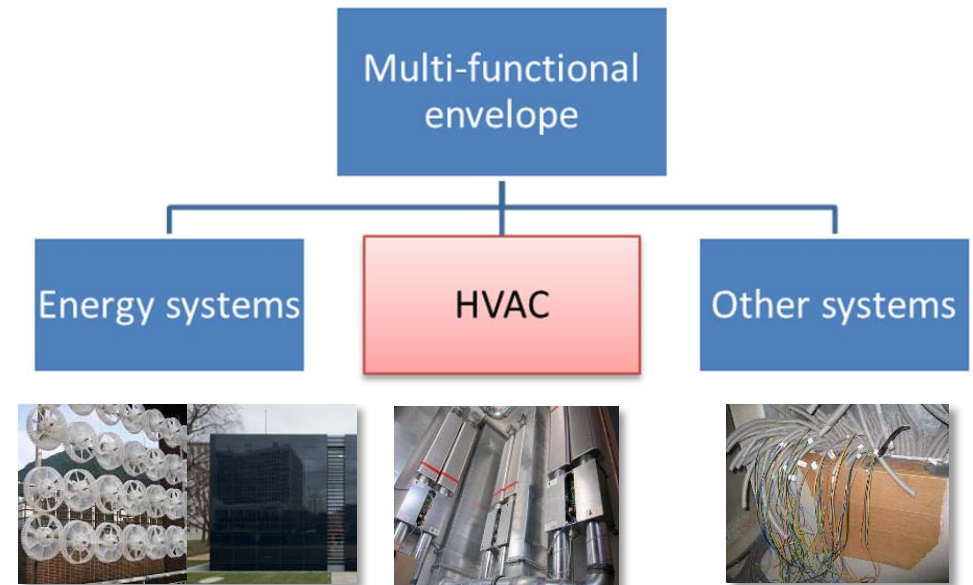 Multi-functional
envelope
Energy systems
HVAC
Other systems